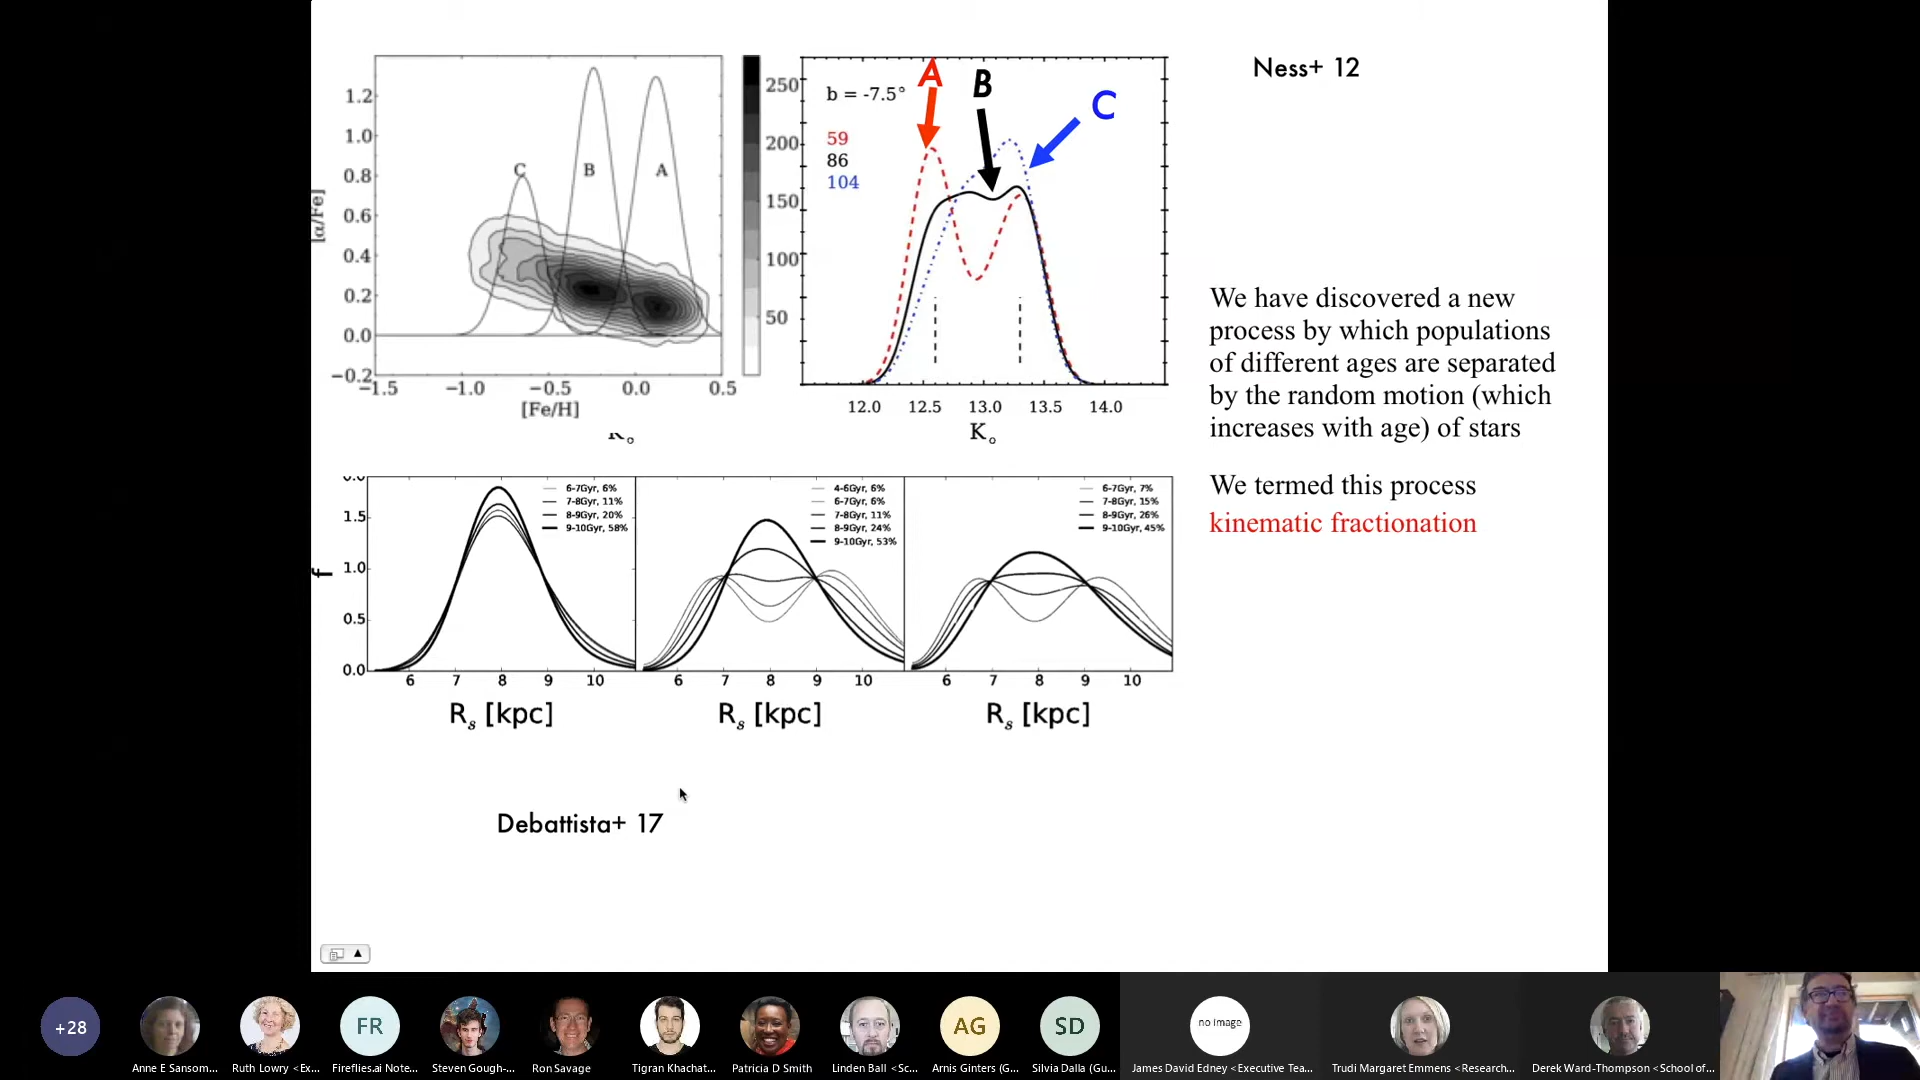 Ness+ 12
1.2
1.0
0.8
0.6
0.4
0.2
0.0
−0.2
[α/Fe]
C
B
A
−1.5 −1.0 −0.5 0.0 0.5
[Fe/H]
250
200
150
100
50
b = -7.5°
59
86
104
A
B
C
12.0 12.5 13.0 13.5 14.0
K₀
We have discovered a new
process by which populations
of different ages are separated
by the random motion (which
increases with age) of stars
We termed this process
kinematic fractionation
1.5
1.0
0.5
0.0
f
6-7Gyr, 6%
7-8Gyr, 11%
8-9Gyr, 20%
9-10Gyr, 58%
4-6Gyr, 6%
6-7Gyr, 6%
7-8Gyr, 11%
8-9Gyr, 24%
9-10Gyr, 53%
6-7Gyr, 7%
7-8Gyr, 15%
8-9Gyr, 26%
9-10Gyr, 45%
6 7 8 9 10
6 7 8 9 10
6 7 8 9 10
Rs [kpc]
Rs [kpc]
Rs [kpc]
Debattista+ 17
+28
FR
AG
SD
no image
Anne E Sansom...
Ruth Lowry <Ex...
Fireflies.ai Note...
Steven Gough-...
Ron Savage
Tigran Khachat...
Patricia D Smith
Linden Ball <Sc...
Arnis Ginters (G...
Silvia Dalla (Gu...
James David Edney <Executive Tea...
Trudi Margaret Emmens <Research...
Derek Ward-Thompson <School of...